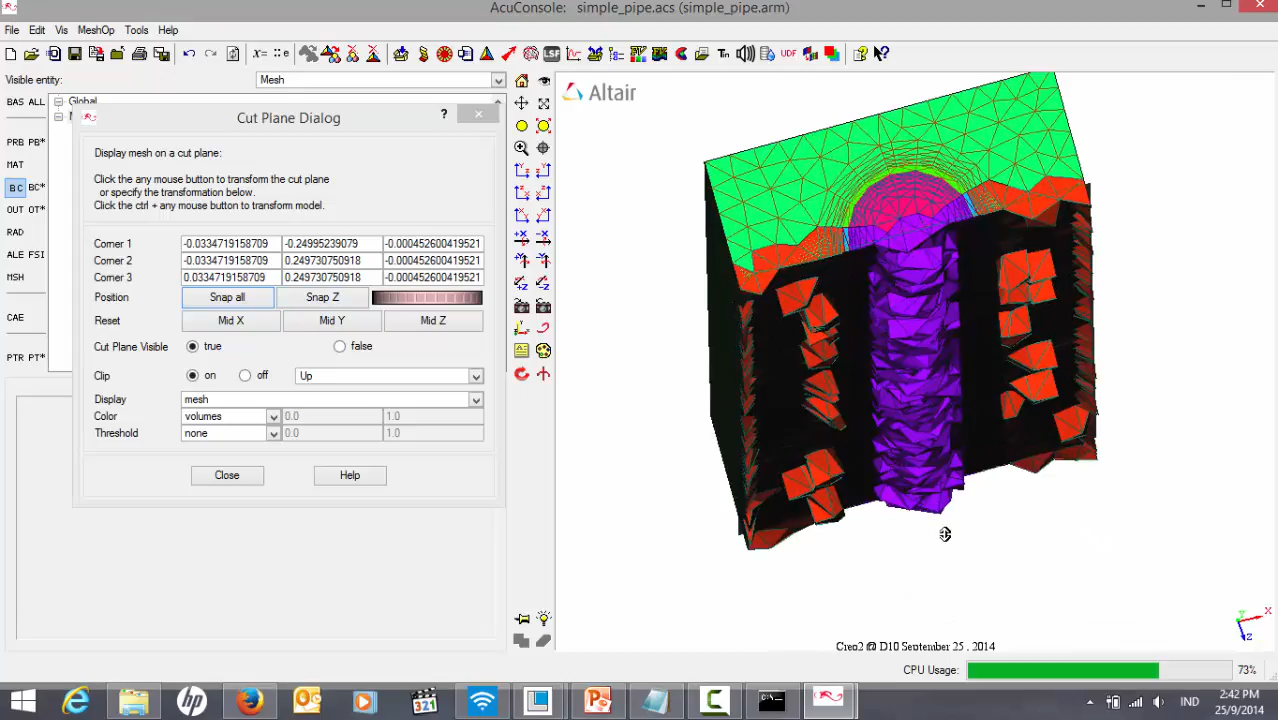 AcuConsole: simple_pipe.acs (simple_pipe.arm)
File Edit Vis MeshOp Tools Help
x= : e LSF Tn UDF
Visible entity: Mesh
BAS ALL
Global
PRB PB*
MAT
BC BC*
OUT OT*
RAD
ALE FSI
MSH
CAE
PTR PT*
Cut Plane Dialog ?
Display mesh on a cut plane:
Click the any mouse button to transform the cut plane
or specify the transformation below.
Click the ctrl + any mouse button to transform model.
Corner 1 -0.0334719158709 -0.24995239079 -0.000452600419521
Corner 2 -0.0334719158709 0.249730750918 -0.000452600419521
Corner 3 0.0334719158709 0.249730750918 -0.000452600419521
Position Snap all Snap Z
Reset Mid X Mid Y Mid Z
Cut Plane Visible true false
Clip on off Up
Display mesh
Color volumes 0.0 1.0
Threshold none 0.0 1.0
Close Help
Altair
X
Y
Z
Creo2 @ D10 September 25 , 2014
CPU Usage: 73%
hp
321
IND
2:42 PM
25/9/2014